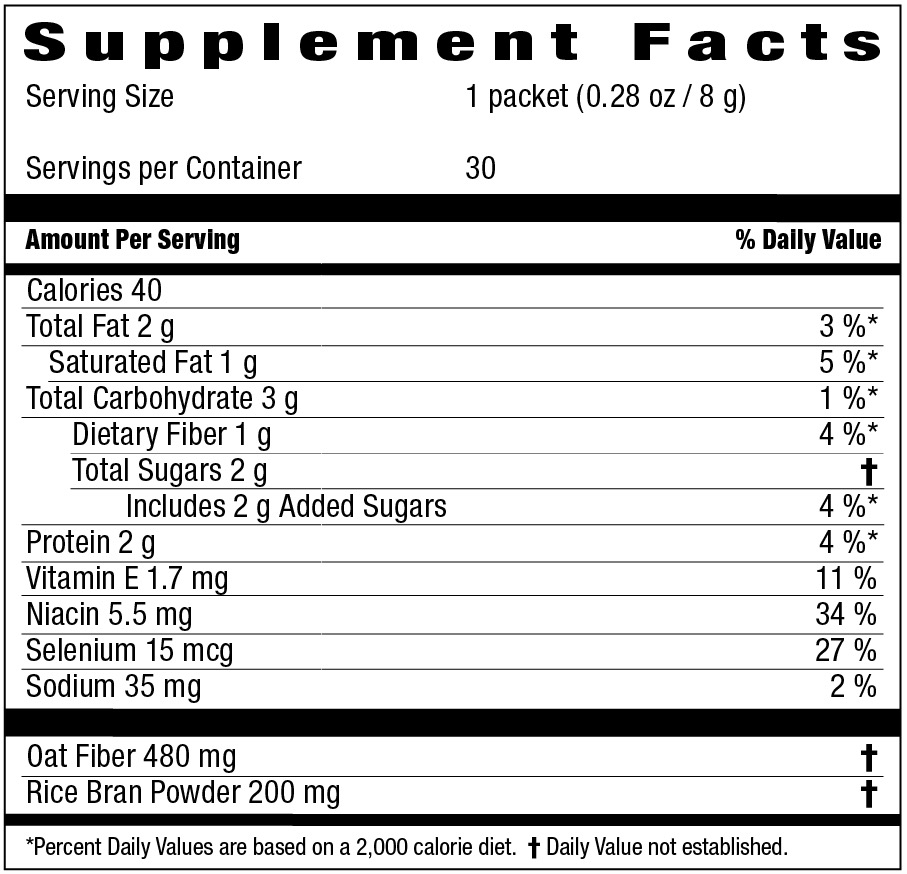 Supplement Facts
Serving Size 1 packet (0.28 oz / 8 g)
Servings per Container 30
Amount Per Serving % Daily Value
Calories 40
Total Fat 2 g 3 %*
Saturated Fat 1 g 5 %*
Total Carbohydrate 3 g 1 %*
Dietary Fiber 1 g 4 %*
Total Sugars 2 g †
Includes 2 g Added Sugars 4 %*
Protein 2 g 4 %*
Vitamin E 1.7 mg 11 %
Niacin 5.5 mg 34 %
Selenium 15 mcg 27 %
Sodium 35 mg 2 %
Oat Fiber 480 mg †
Rice Bran Powder 200 mg †
*Percent Daily Values are based on a 2,000 calorie diet. † Daily Value not established.